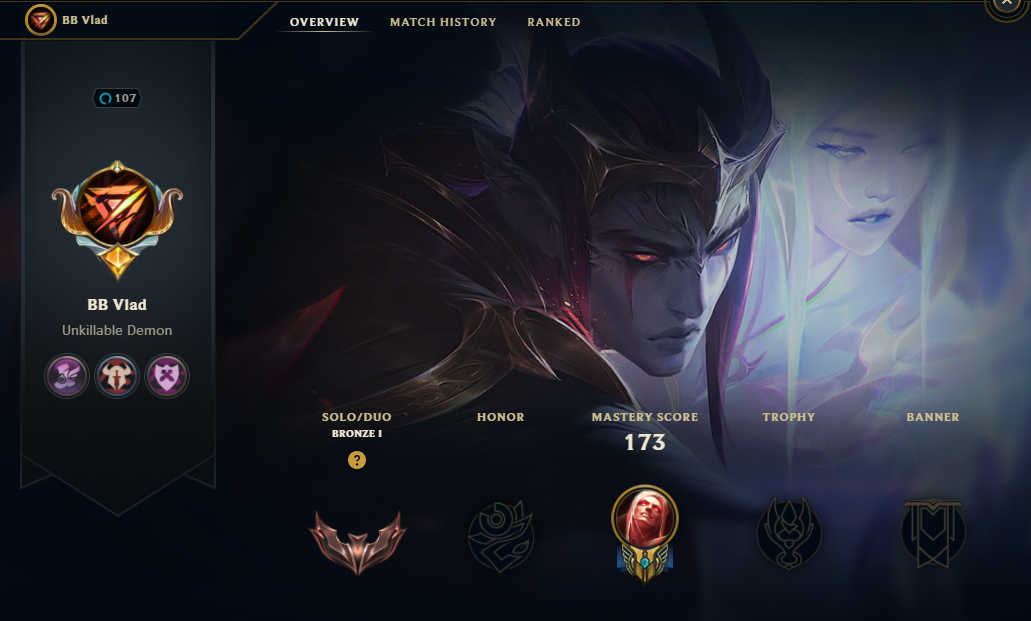 BB Vlad
OVERVIEW
MATCH HISTORY
RANKED
107
BB Vlad
Unkillable Demon
SOLO/DUO
BRONZE I
?
HONOR
MASTERY SCORE
173
TROPHY
BANNER